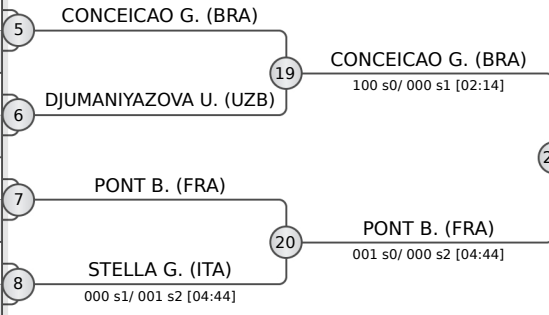 CONCEICAO G. (BRA)
5
19
CONCEICAO G. (BRA)
100 s0/ 000 s1 [02:14]
DJUMANIYAZOVA U. (UZB)
6
PONT B. (FRA)
7
20
PONT B. (FRA)
001 s0/ 000 s2 [04:44]
STELLA G. (ITA)
8
000 s1/ 001 s2 [04:44]